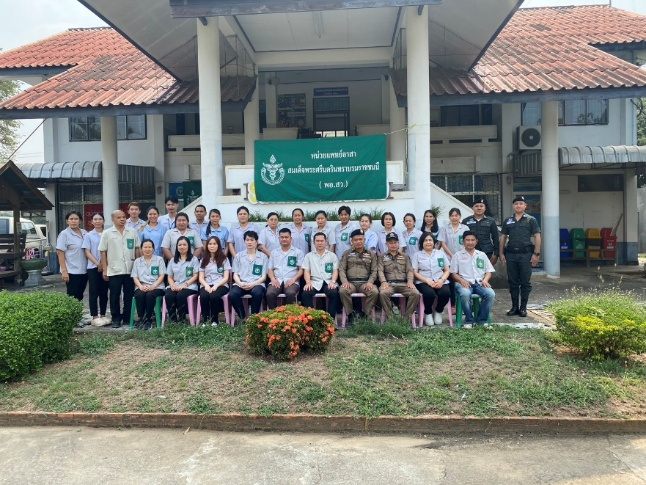 หน่วยแพทย์อาสา
สมเด็จพระศรีนครินทราบรมราชชนนี
( พอ.สว. )